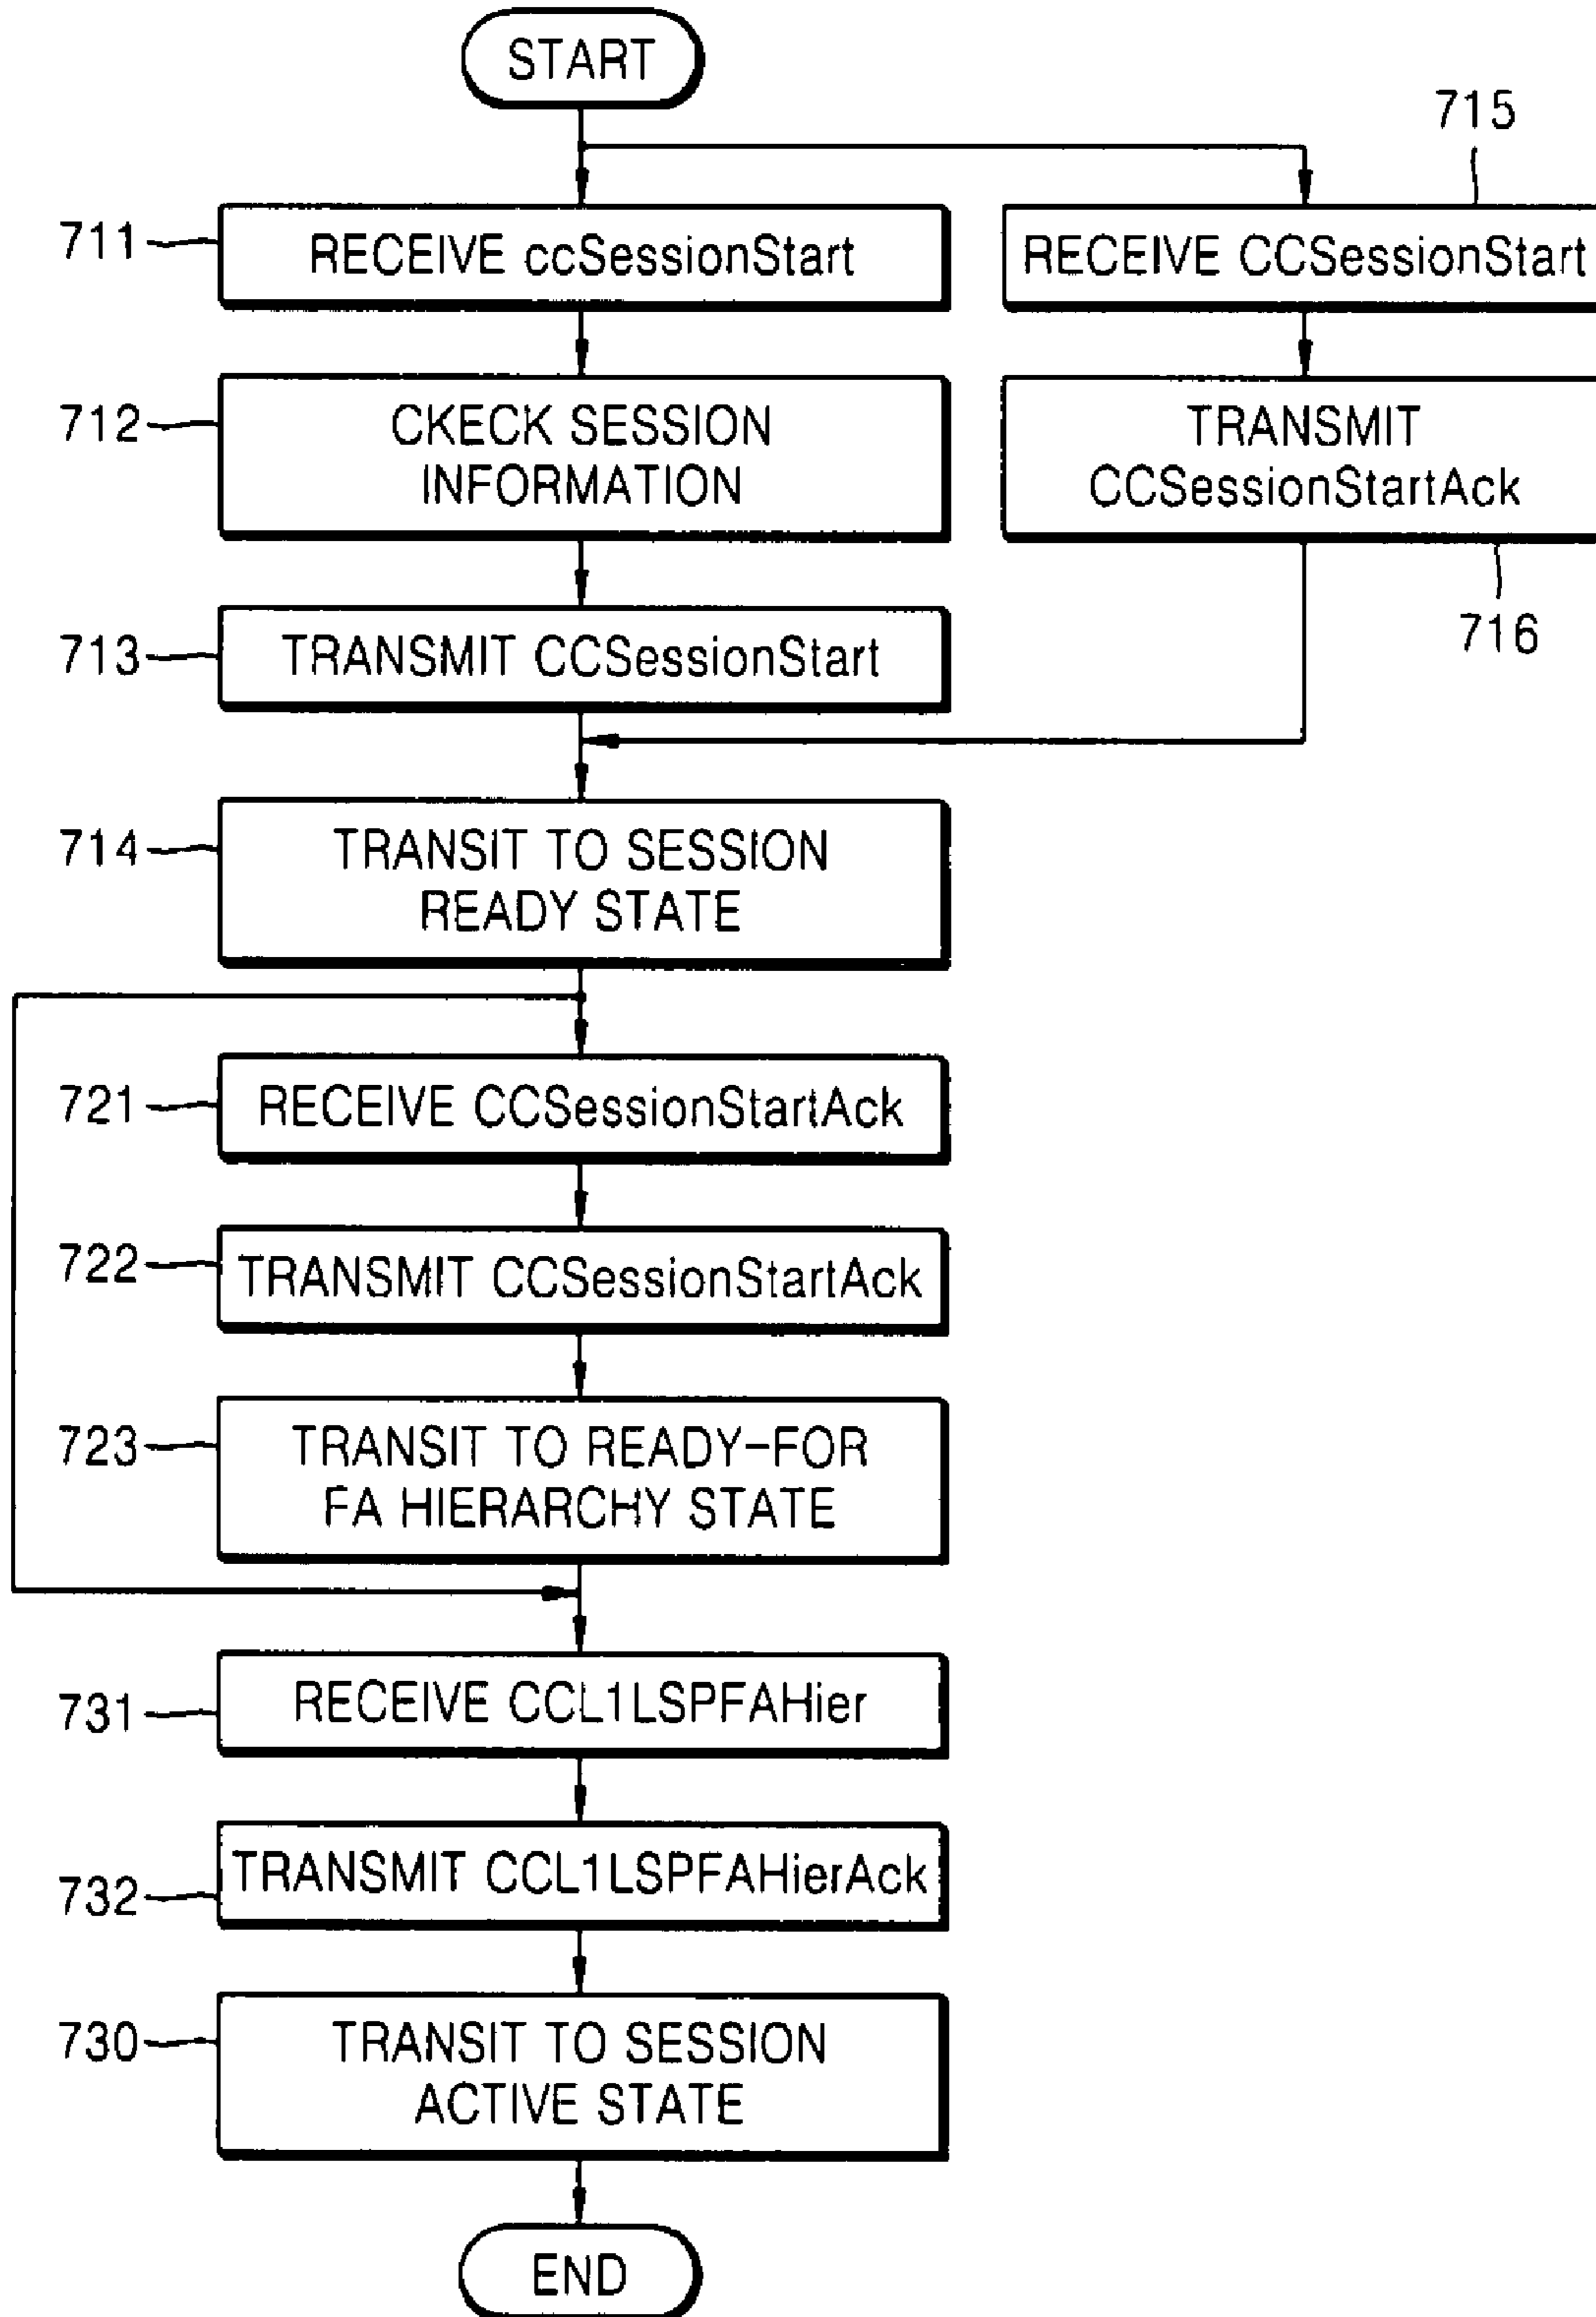 START
715
711
RECEIVE ccSessionStart
RECEIVE CCSessionStart
712
CKECK SESSION
INFORMATION
TRANSMIT
CCSessionStartAck
713
TRANSMIT CCSessionStart
716
714
TRANSIT TO SESSION
READY STATE
721
RECEIVE CCSessionStartAck
722
TRANSMIT CCSessionStartAck
723
TRANSIT TO READY-FOR
FA HIERARCHY STATE
731
RECEIVE CCL1LSPFAHier
732
TRANSMIT CCL1LSPFAHierAck
730
TRANSIT TO SESSION
ACTIVE STATE
END